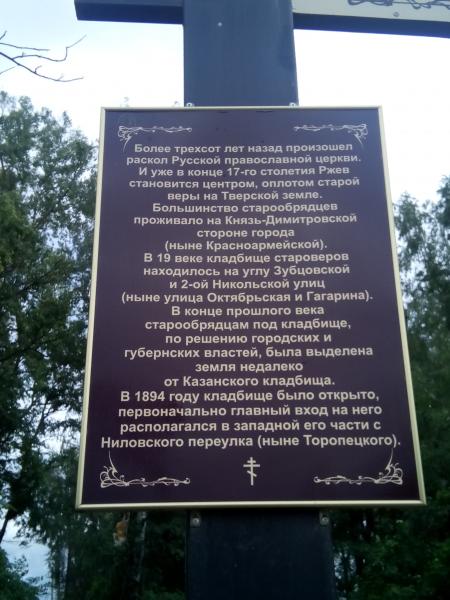 Более трехсот лет назад произошел
раскол Русской православной церкви.
И уже в конце 17-го столетия Ржев
становится центром, оплотом старой
веры на Тверской земле.
Большинство старообрядцев
проживало на Князь-Димитровской
стороне города
(ныне Красноармейской).
В 19 веке кладбище староверов
находилось на углу Зубцовской
и 2-ой Никольской улиц
(ныне улица Октябрьская и Гагарина).
В конце прошлого века
старообрядцам под кладбище,
по решению городских и
губернских властей, была выделена
земля недалеко
от Казанского кладбища.
В 1894 году кладбище было открыто,
первоначально главный вход на него
располагался в западной его части с
Ниловского переулка (ныне Торопецкого).